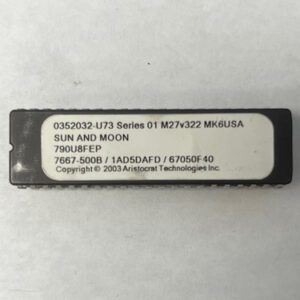 0352032-U73 Series 01 M27v322 MK6USA
SUN AND MOON
790U8FEP
7667-500B / 1AD5DAFD / 67050F40
Copyright © 2003 Aristocrat Technologies Inc.